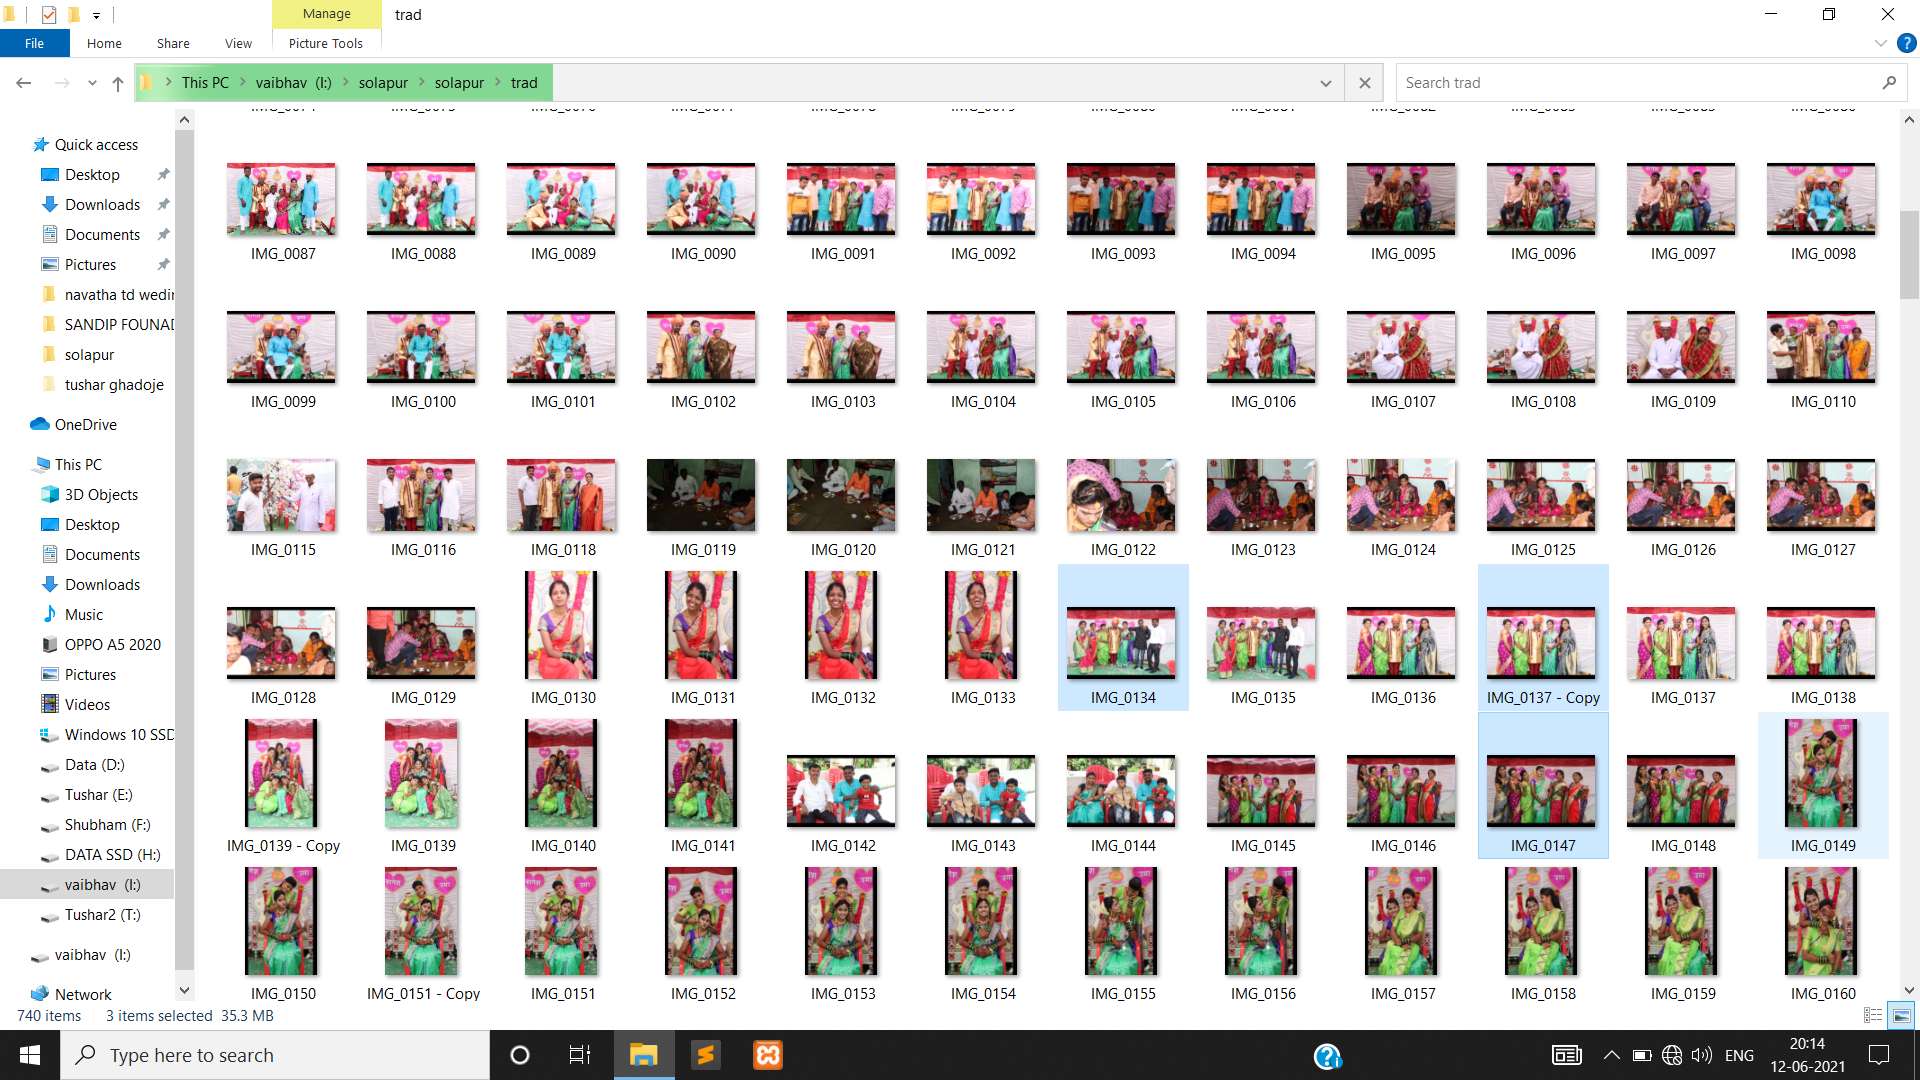 Manage
trad
File
Home
Share
View
Picture Tools
This PC
vaibhav (I:)
solapur
solapur
trad
Search trad
Quick access
Desktop
Downloads
Documents
Pictures
navatha td wedin
SANDIP FOUNAD
solapur
tushar ghadoje
OneDrive
This PC
3D Objects
Desktop
Documents
Downloads
Music
OPPO A5 2020
Pictures
Videos
Windows 10 SSD
Data (D:)
Tushar (E:)
Shubham (F:)
DATA SSD (H:)
vaibhav (I:)
Tushar2 (T:)
vaibhav (I:)
Network
IMG_0087 IMG_0088 IMG_0089 IMG_0090 IMG_0091 IMG_0092 IMG_0093 IMG_0094 IMG_0095 IMG_0096 IMG_0097 IMG_0098
IMG_0099 IMG_0100 IMG_0101 IMG_0102 IMG_0103 IMG_0104 IMG_0105 IMG_0106 IMG_0107 IMG_0108 IMG_0109 IMG_0110
IMG_0115 IMG_0116 IMG_0118 IMG_0119 IMG_0120 IMG_0121 IMG_0122 IMG_0123 IMG_0124 IMG_0125 IMG_0126 IMG_0127
IMG_0128 IMG_0129 IMG_0130 IMG_0131 IMG_0132 IMG_0133 IMG_0134 IMG_0135 IMG_0136 IMG_0137 - Copy IMG_0137 IMG_0138
IMG_0139 - Copy IMG_0139 IMG_0140 IMG_0141 IMG_0142 IMG_0143 IMG_0144 IMG_0145 IMG_0146 IMG_0147 IMG_0148 IMG_0149
IMG_0150 IMG_0151 - Copy IMG_0151 IMG_0152 IMG_0153 IMG_0154 IMG_0155 IMG_0156 IMG_0157 IMG_0158 IMG_0159 IMG_0160
740 items
3 items selected 35.3 MB
Type here to search
ENG
20:14
12-06-2021